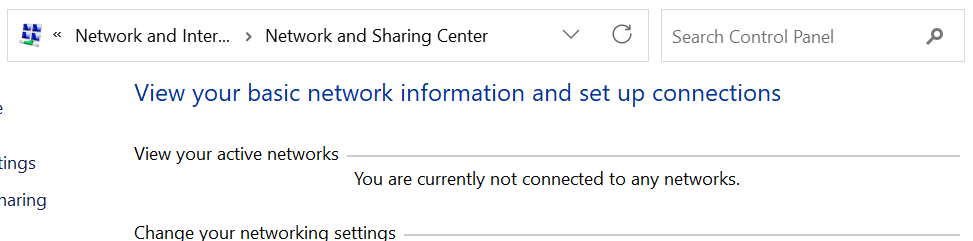 « Network and Inter... > Network and Sharing Center Search Control Panel
View your basic network information and set up connections
View your active networks
tings
You are currently not connected to any networks.
haring
Change your networking settings